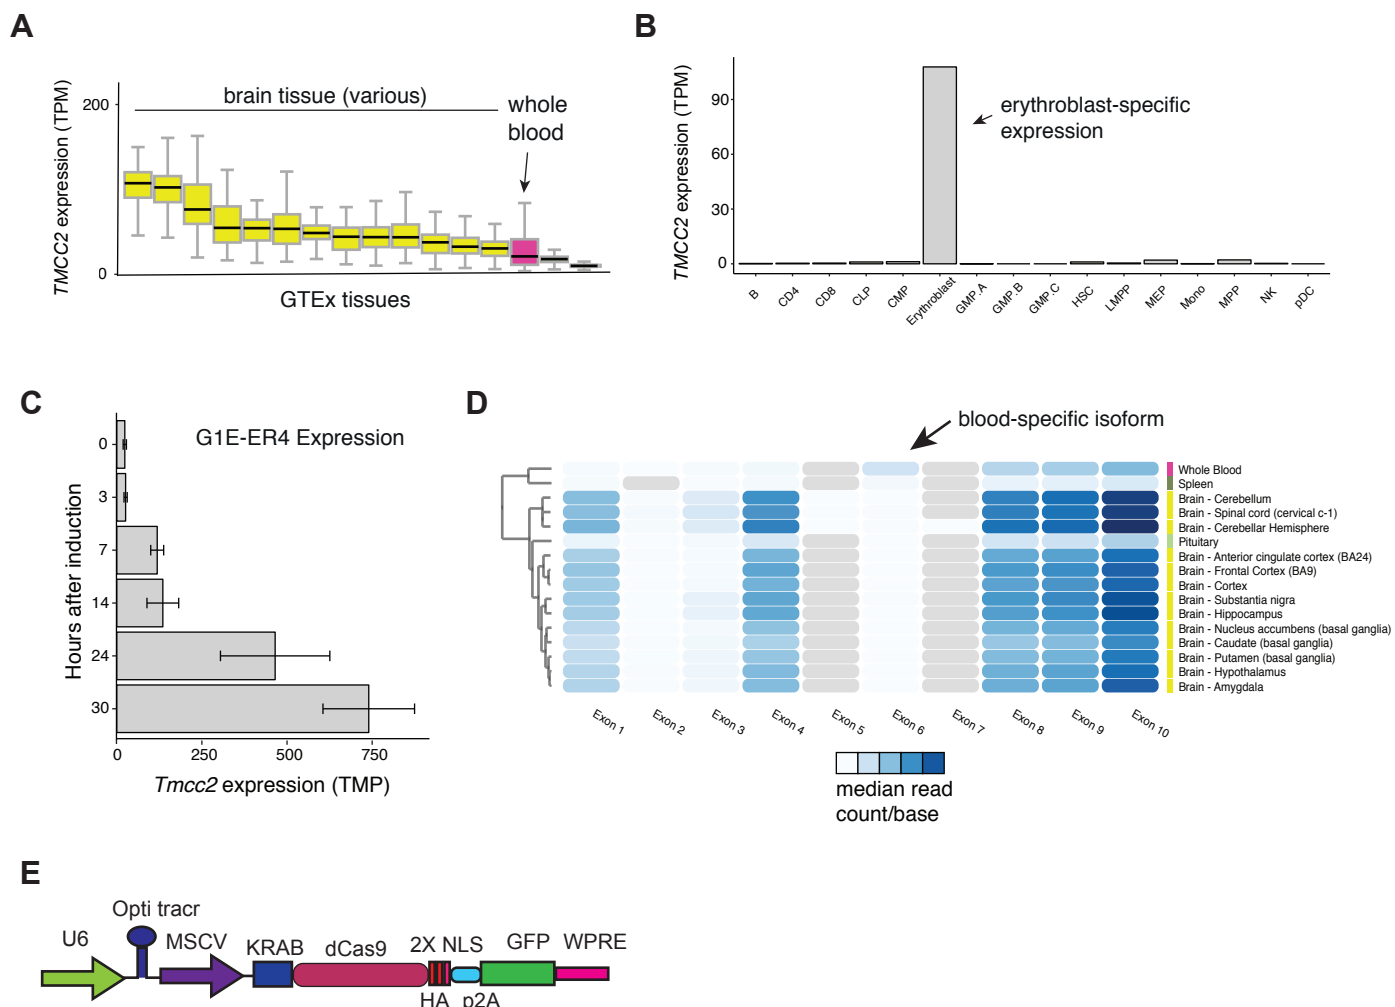 A
TMCC2 expression (TPM)
200
0
brain tissue (various)
whole
blood
GTEx tissues
B
TMCC2 expression (TPM)
90
60
30
0
erythroblast-specific
expression
B
CD4
CD8
CLP
CMP
Erythroblast
GMP.A
GMP.B
GMP.C
HSC
LMPP
MEP
Mono
MPP
NK
pDC
C
G1E-ER4 Expression
Hours after induction
0
3
7
14
24
30
0
250
500
750
Tmcc2 expression (TMP)
D
blood-specific isoform
Whole Blood
Spleen
Brain - Cerebellum
Brain - Spinal cord (cervical c-1)
Brain - Cerebellar Hemisphere
Pituitary
Brain - Anterior cingulate cortex (BA24)
Brain - Frontal Cortex (BA9)
Brain - Cortex
Brain - Substantia nigra
Brain - Hippocampus
Brain - Nucleus accumbens (basal ganglia)
Brain - Caudate (basal ganglia)
Brain - Putamen (basal ganglia)
Brain - Hypothalamus
Brain - Amygdala
Exon 1
Exon 2
Exon 3
Exon 4
Exon 5
Exon 6
Exon 7
Exon 8
Exon 9
Exon 10
median read
count/base
E
Opti tracr
U6
MSCV
KRAB
dCas9
2X NLS
GFP
WPRE
HA
p2A